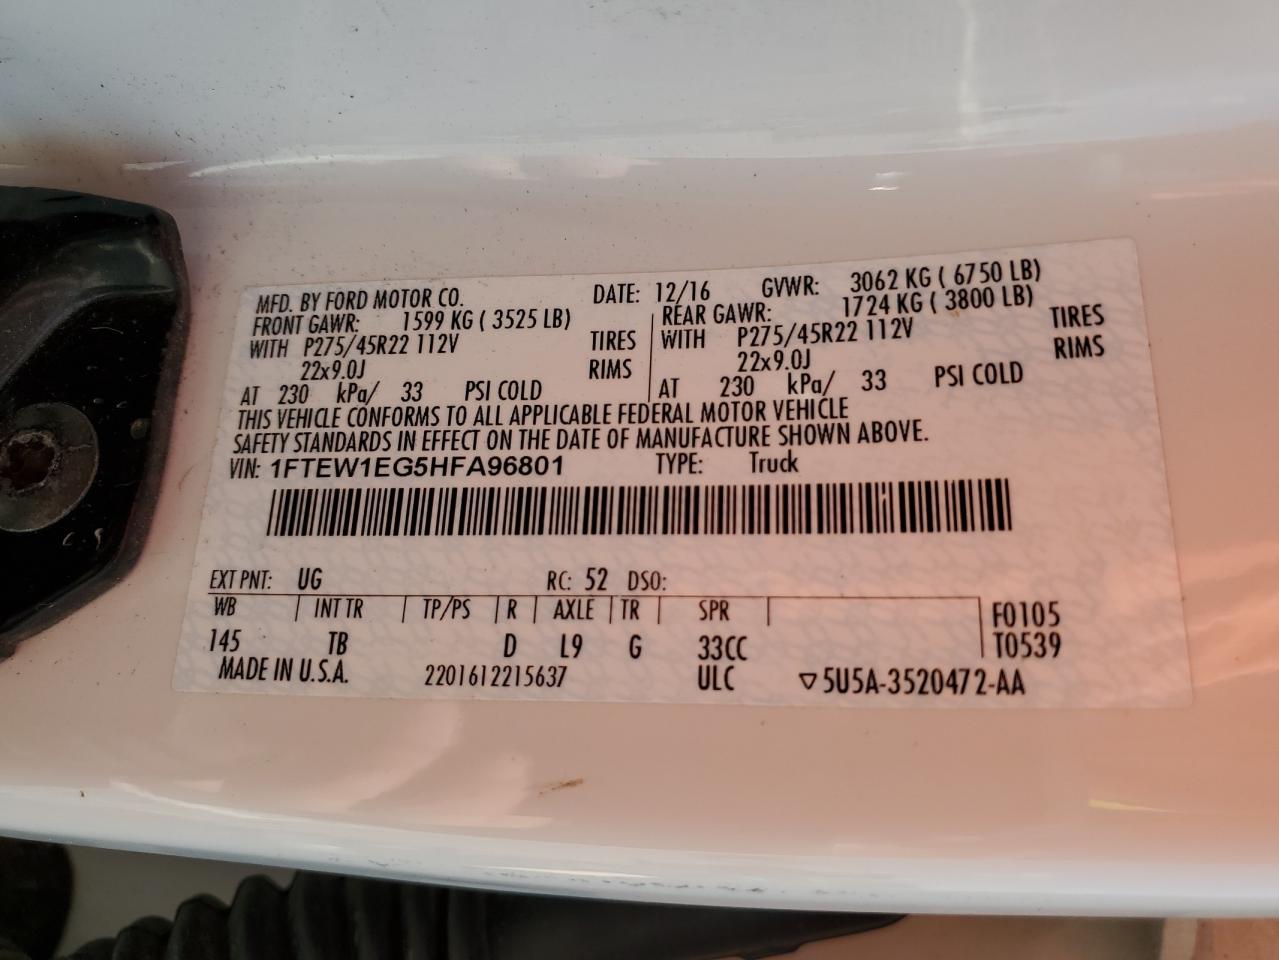 MFD. BY FORD MOTOR CO. DATE: 12/16 GVWR: 3062 KG ( 6750 LB)
FRONT GAWR: 1599 KG ( 3525 LB) REAR GAWR: 1724 KG ( 3800 LB)
WITH P275/45R22 112V TIRES WITH P275/45R22 112V TIRES
22x9.0J RIMS 22x9.0J RIMS
AT 230 kPa/ 33 PSI COLD AT 230 kPa/ 33 PSI COLD
THIS VEHICLE CONFORMS TO ALL APPLICABLE FEDERAL MOTOR VEHICLE
SAFETY STANDARDS IN EFFECT ON THE DATE OF MANUFACTURE SHOWN ABOVE.
VIN: 1FTEW1EG5HFA96801 TYPE: Truck
EXT PNT: UG RC: 52 DSO:
WB INT TR TP/PS R AXLE TR SPR F0105
145 TB D L9 G 33CC T0539
MADE IN U.S.A. 2201612215637 ULC ▽5U5A-3520472-AA